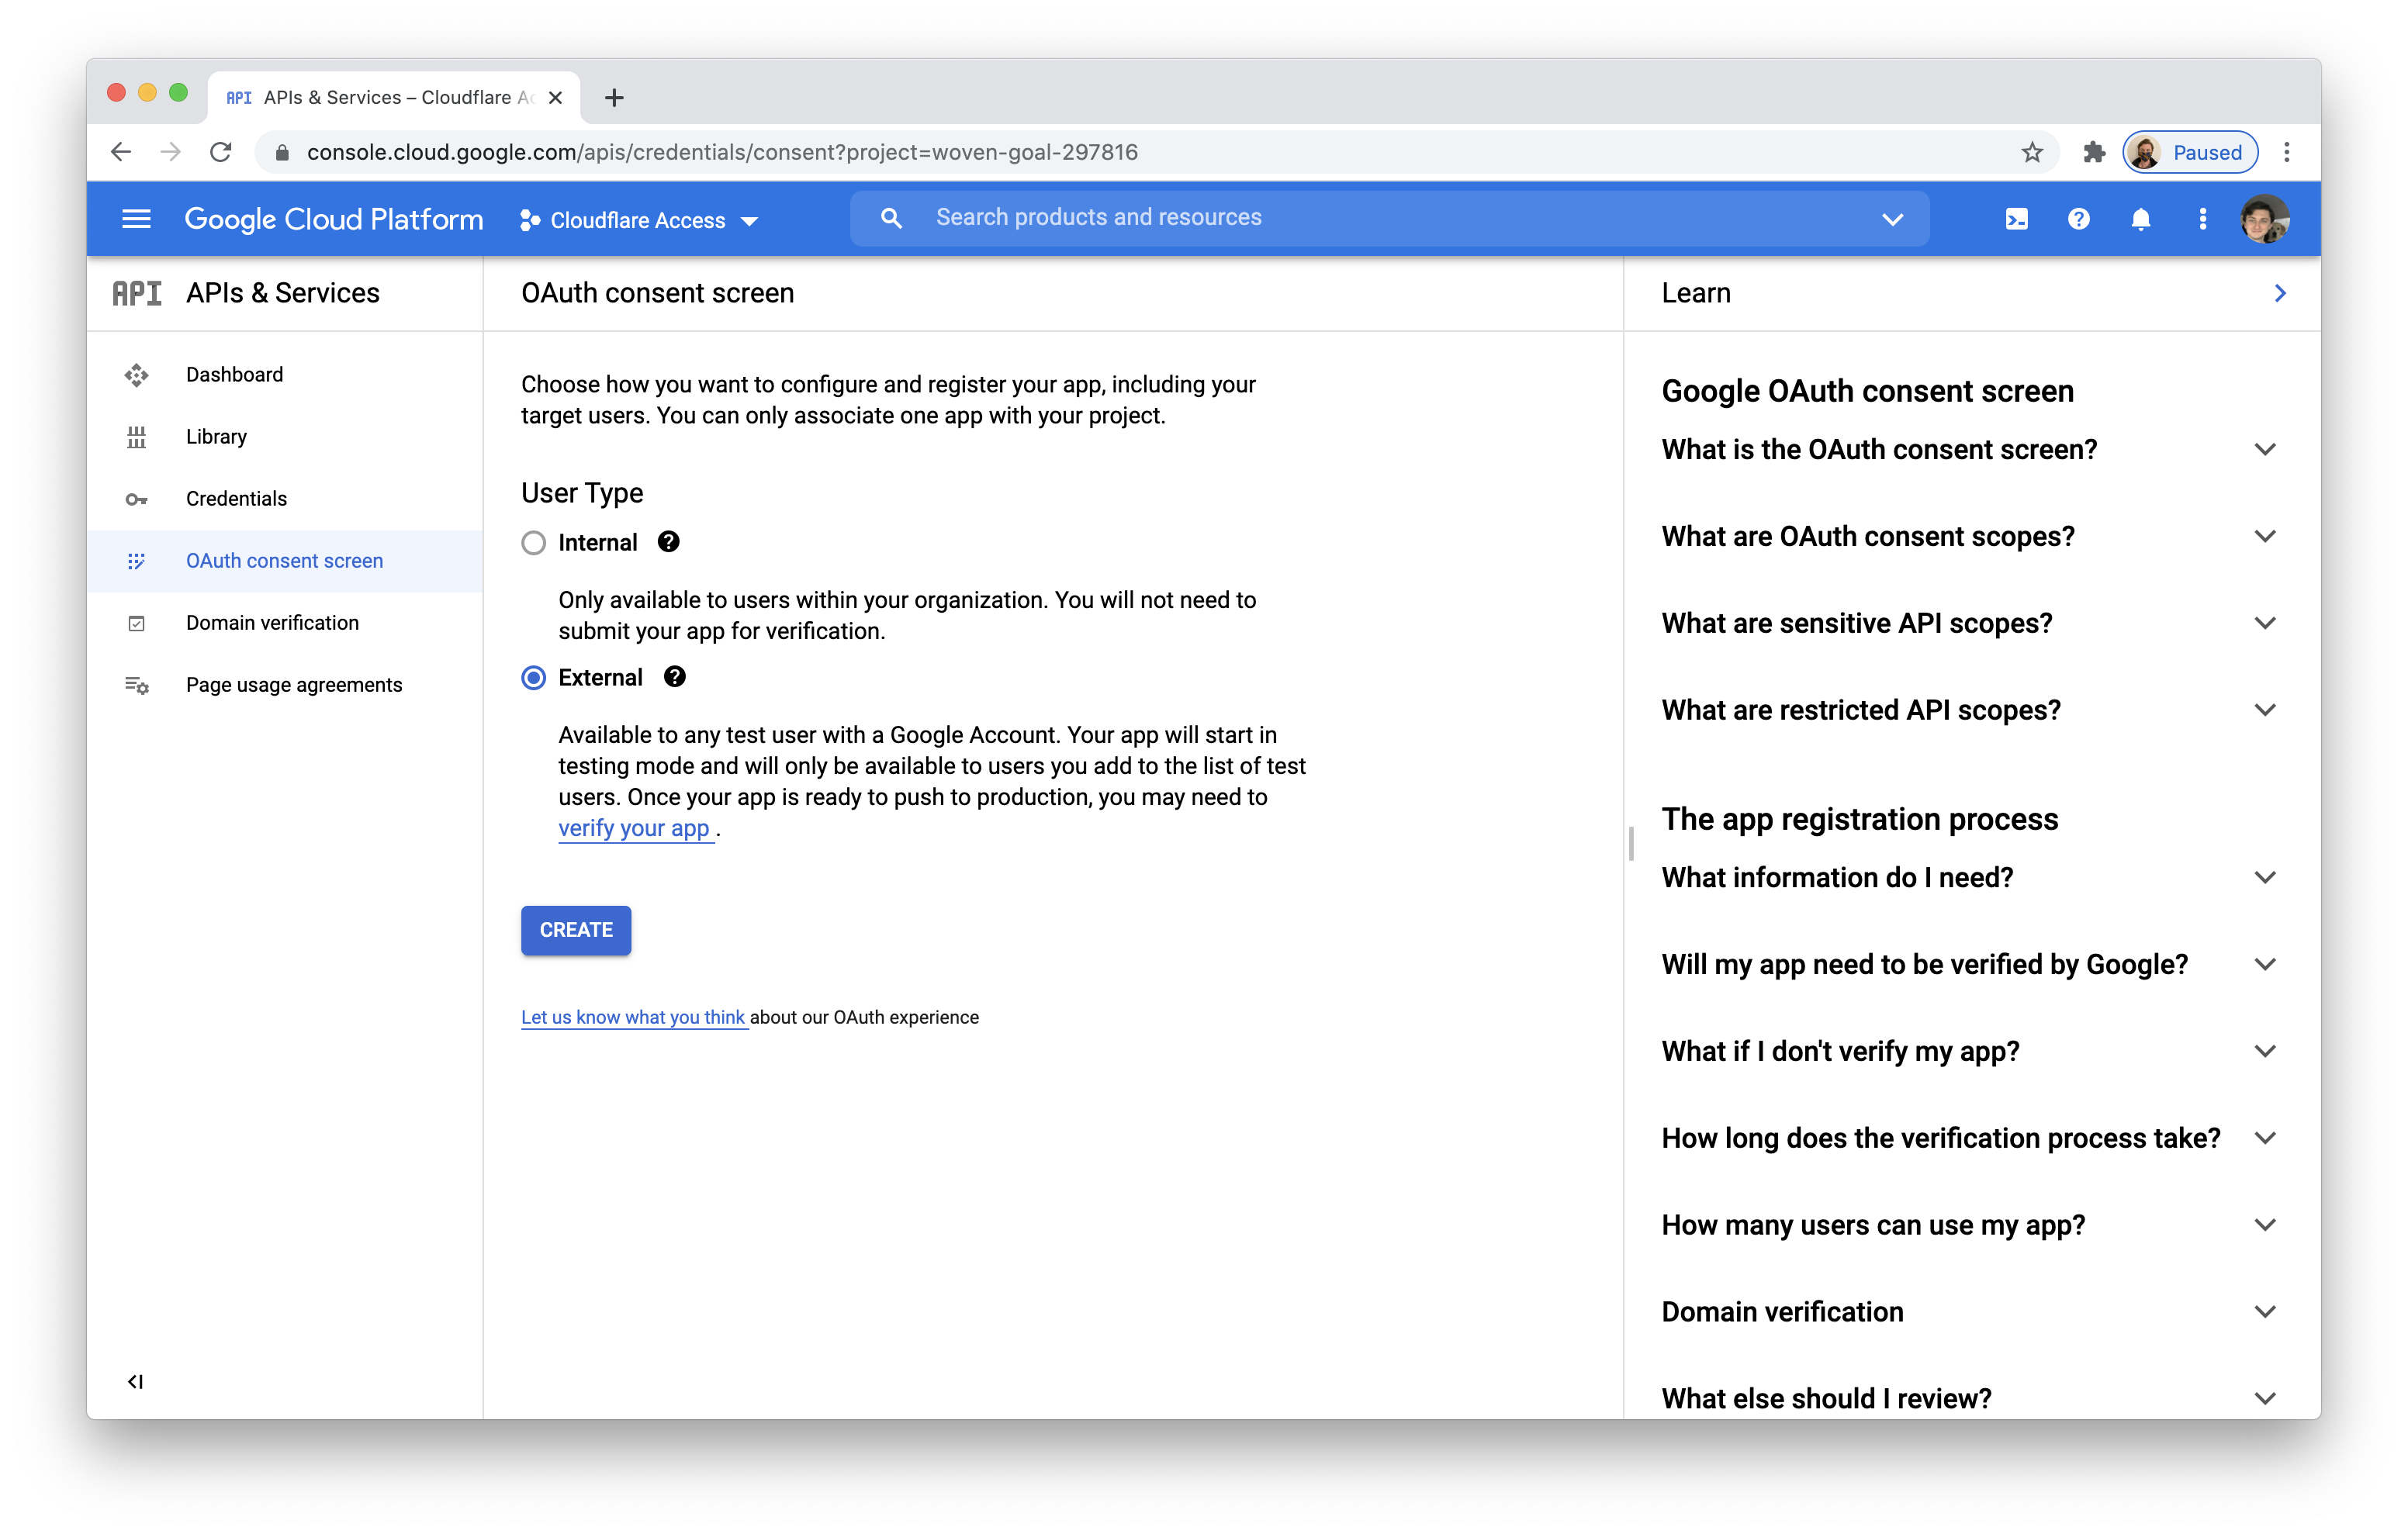 API APIs & Services – Cloudflare Ac
console.cloud.google.com/apis/credentials/consent?project=woven-goal-297816
Paused
Google Cloud Platform
Cloudflare Access
Search products and resources
API APIs & Services
Dashboard
Library
Credentials
OAuth consent screen
Domain verification
Page usage agreements
OAuth consent screen
Choose how you want to configure and register your app, including your
target users. You can only associate one app with your project.
User Type
Internal
Only available to users within your organization. You will not need to
submit your app for verification.
External
Available to any test user with a Google Account. Your app will start in
testing mode and will only be available to users you add to the list of test
users. Once your app is ready to push to production, you may need to
verify your app .
CREATE
Let us know what you think about our OAuth experience
Learn
Google OAuth consent screen
What is the OAuth consent screen?
What are OAuth consent scopes?
What are sensitive API scopes?
What are restricted API scopes?
The app registration process
What information do I need?
Will my app need to be verified by Google?
What if I don't verify my app?
How long does the verification process take?
How many users can use my app?
Domain verification
What else should I review?